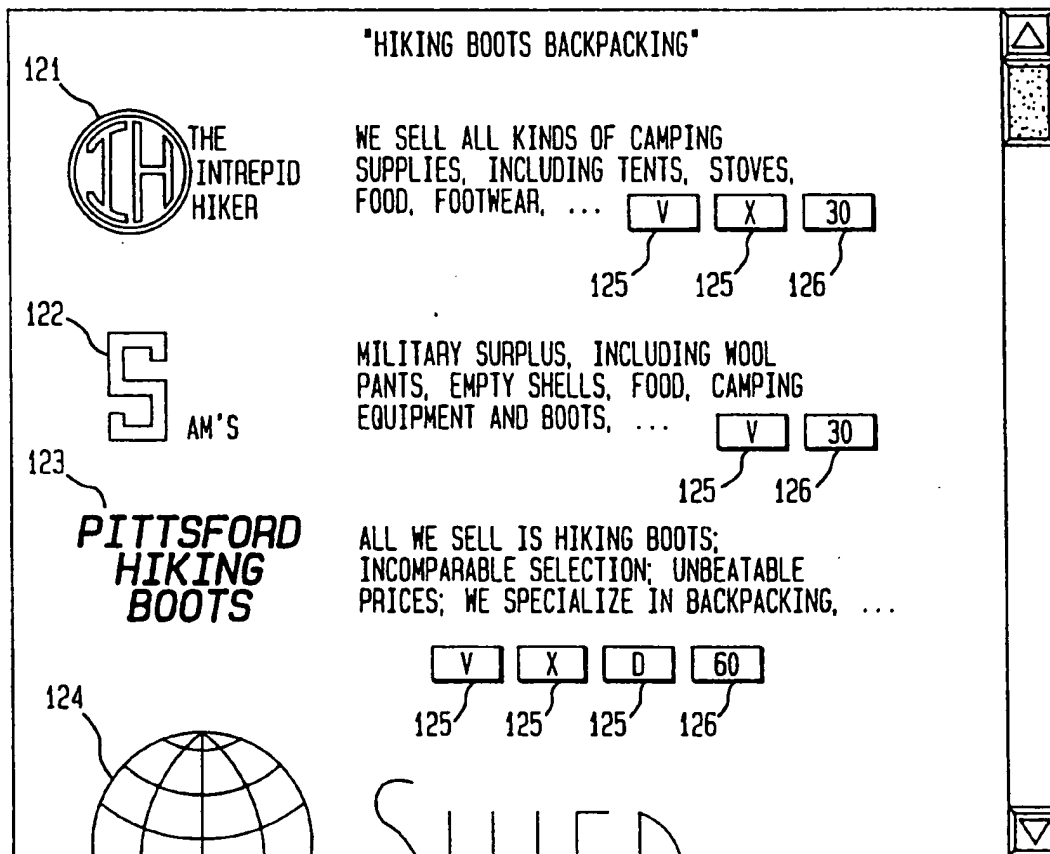 "HIKING BOOTS BACKPACKING"
121
IH
THE
INTREPID
HIKER
WE SELL ALL KINDS OF CAMPING
SUPPLIES, INCLUDING TENTS, STOVES,
FOOD, FOOTWEAR, ...
V X 30
125 125 126
122
SAM'S
MILITARY SURPLUS, INCLUDING WOOL
PANTS, EMPTY SHELLS, FOOD, CAMPING
EQUIPMENT AND BOOTS, ...
V 30
125 126
123
PITTSFORD
HIKING
BOOTS
ALL WE SELL IS HIKING BOOTS;
INCOMPARABLE SELECTION; UNBEATABLE
PRICES; WE SPECIALIZE IN BACKPACKING, ...
V X D 60
125 125 125 126
124